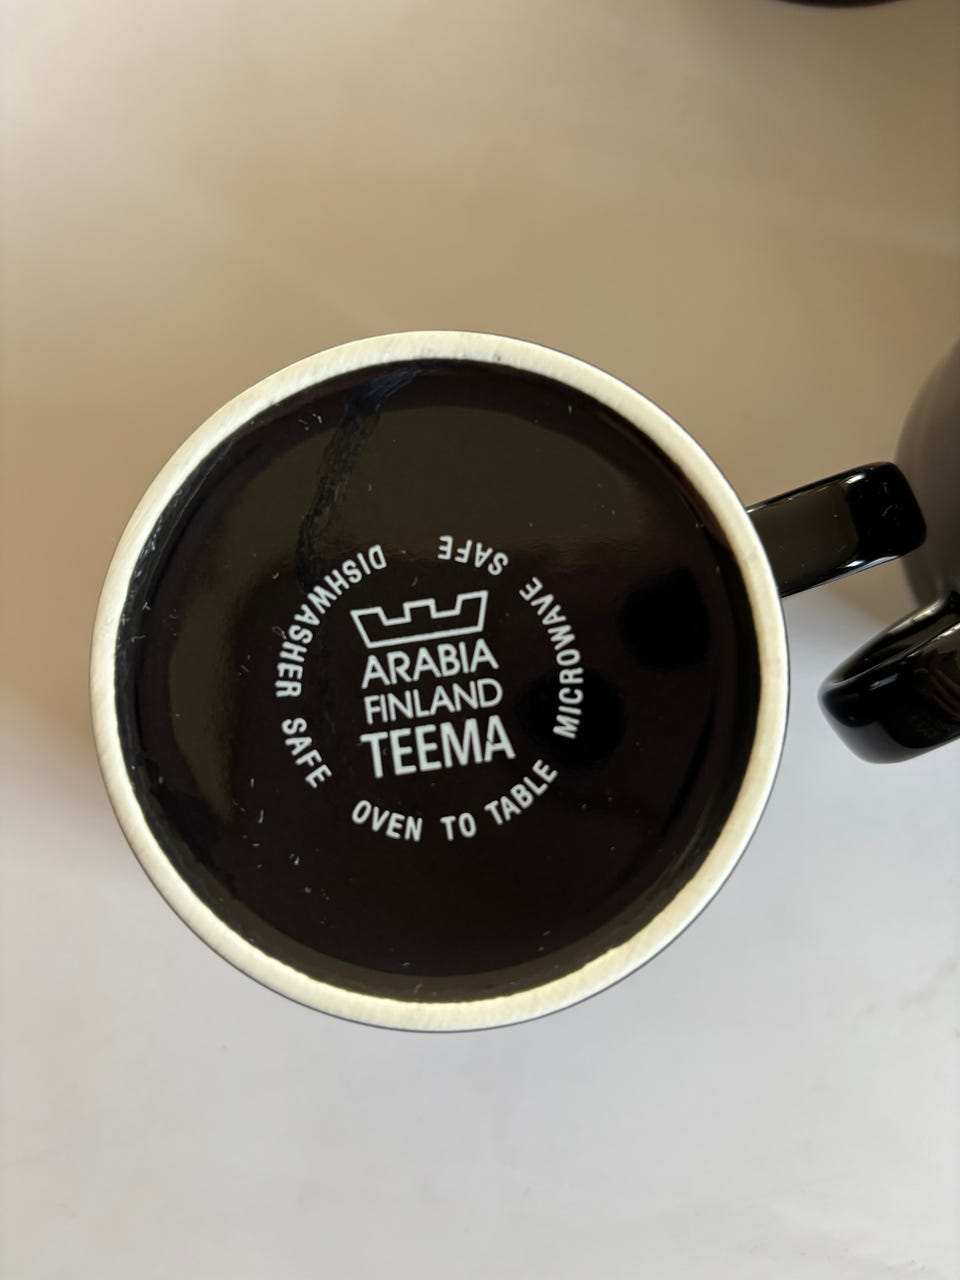 ARABIA
FINLAND
TEEMA
DISHWASHER SAFE
OVEN TO TABLE
MICROWAVE SAFE